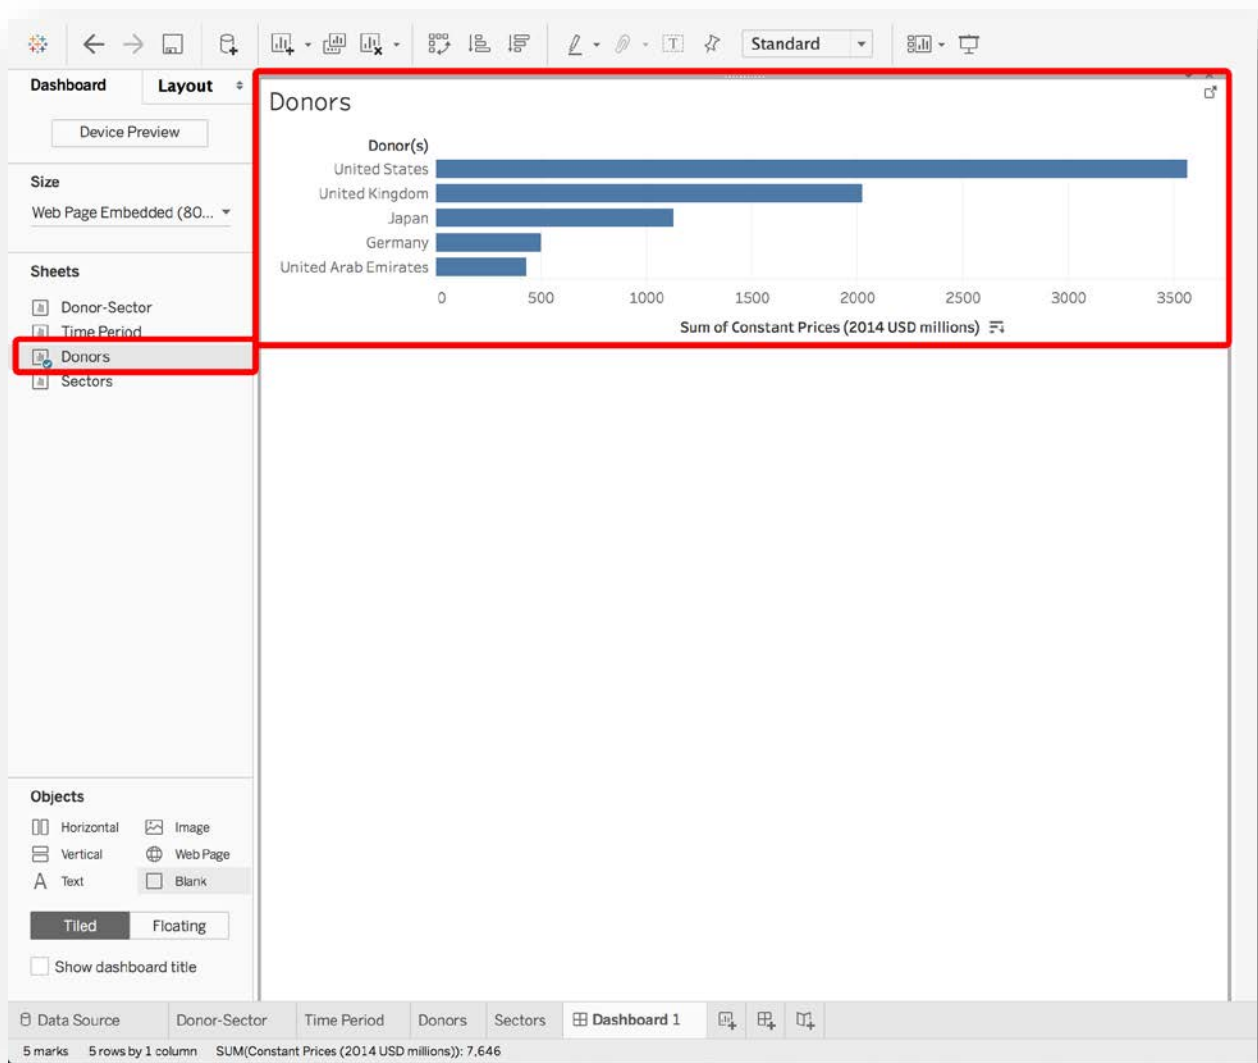 Standard
Dashboard Layout
Device Preview
Size
Web Page Embedded (80...
Sheets
Donor-Sector
Time Period
Donors
Sectors
Donors
Donor(s)
United States
United Kingdom
Japan
Germany
United Arab Emirates
0 500 1000 1500 2000 2500 3000 3500
Sum of Constant Prices (2014 USD millions)
Objects
Horizontal Image
Vertical Web Page
A Text Blank
Tiled Floating
Show dashboard title
Data Source Donor-Sector Time Period Donors Sectors Dashboard 1
5 marks 5 rows by 1 column SUM(Constant Prices (2014 USD millions)): 7,646